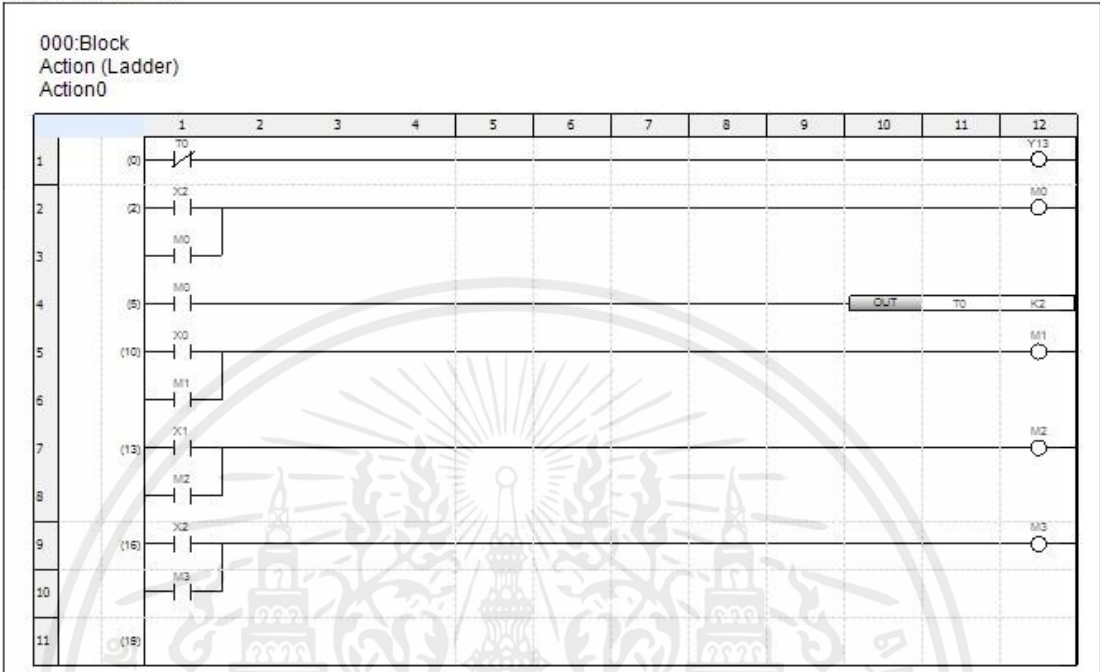 000:Block
Action (Ladder)
Action0
1 2 3 4 5 6 7 8 9 10 11 12
T0 Y13
1 (0)
X2 M0
2 (2)
M0
3
M0
4 (5) OUT T0 K2
X0 M1
5 (10)
M1
6
X1 M2
7 (13)
M2
8
X2 M3
9 (16)
M3
10
11 (19)